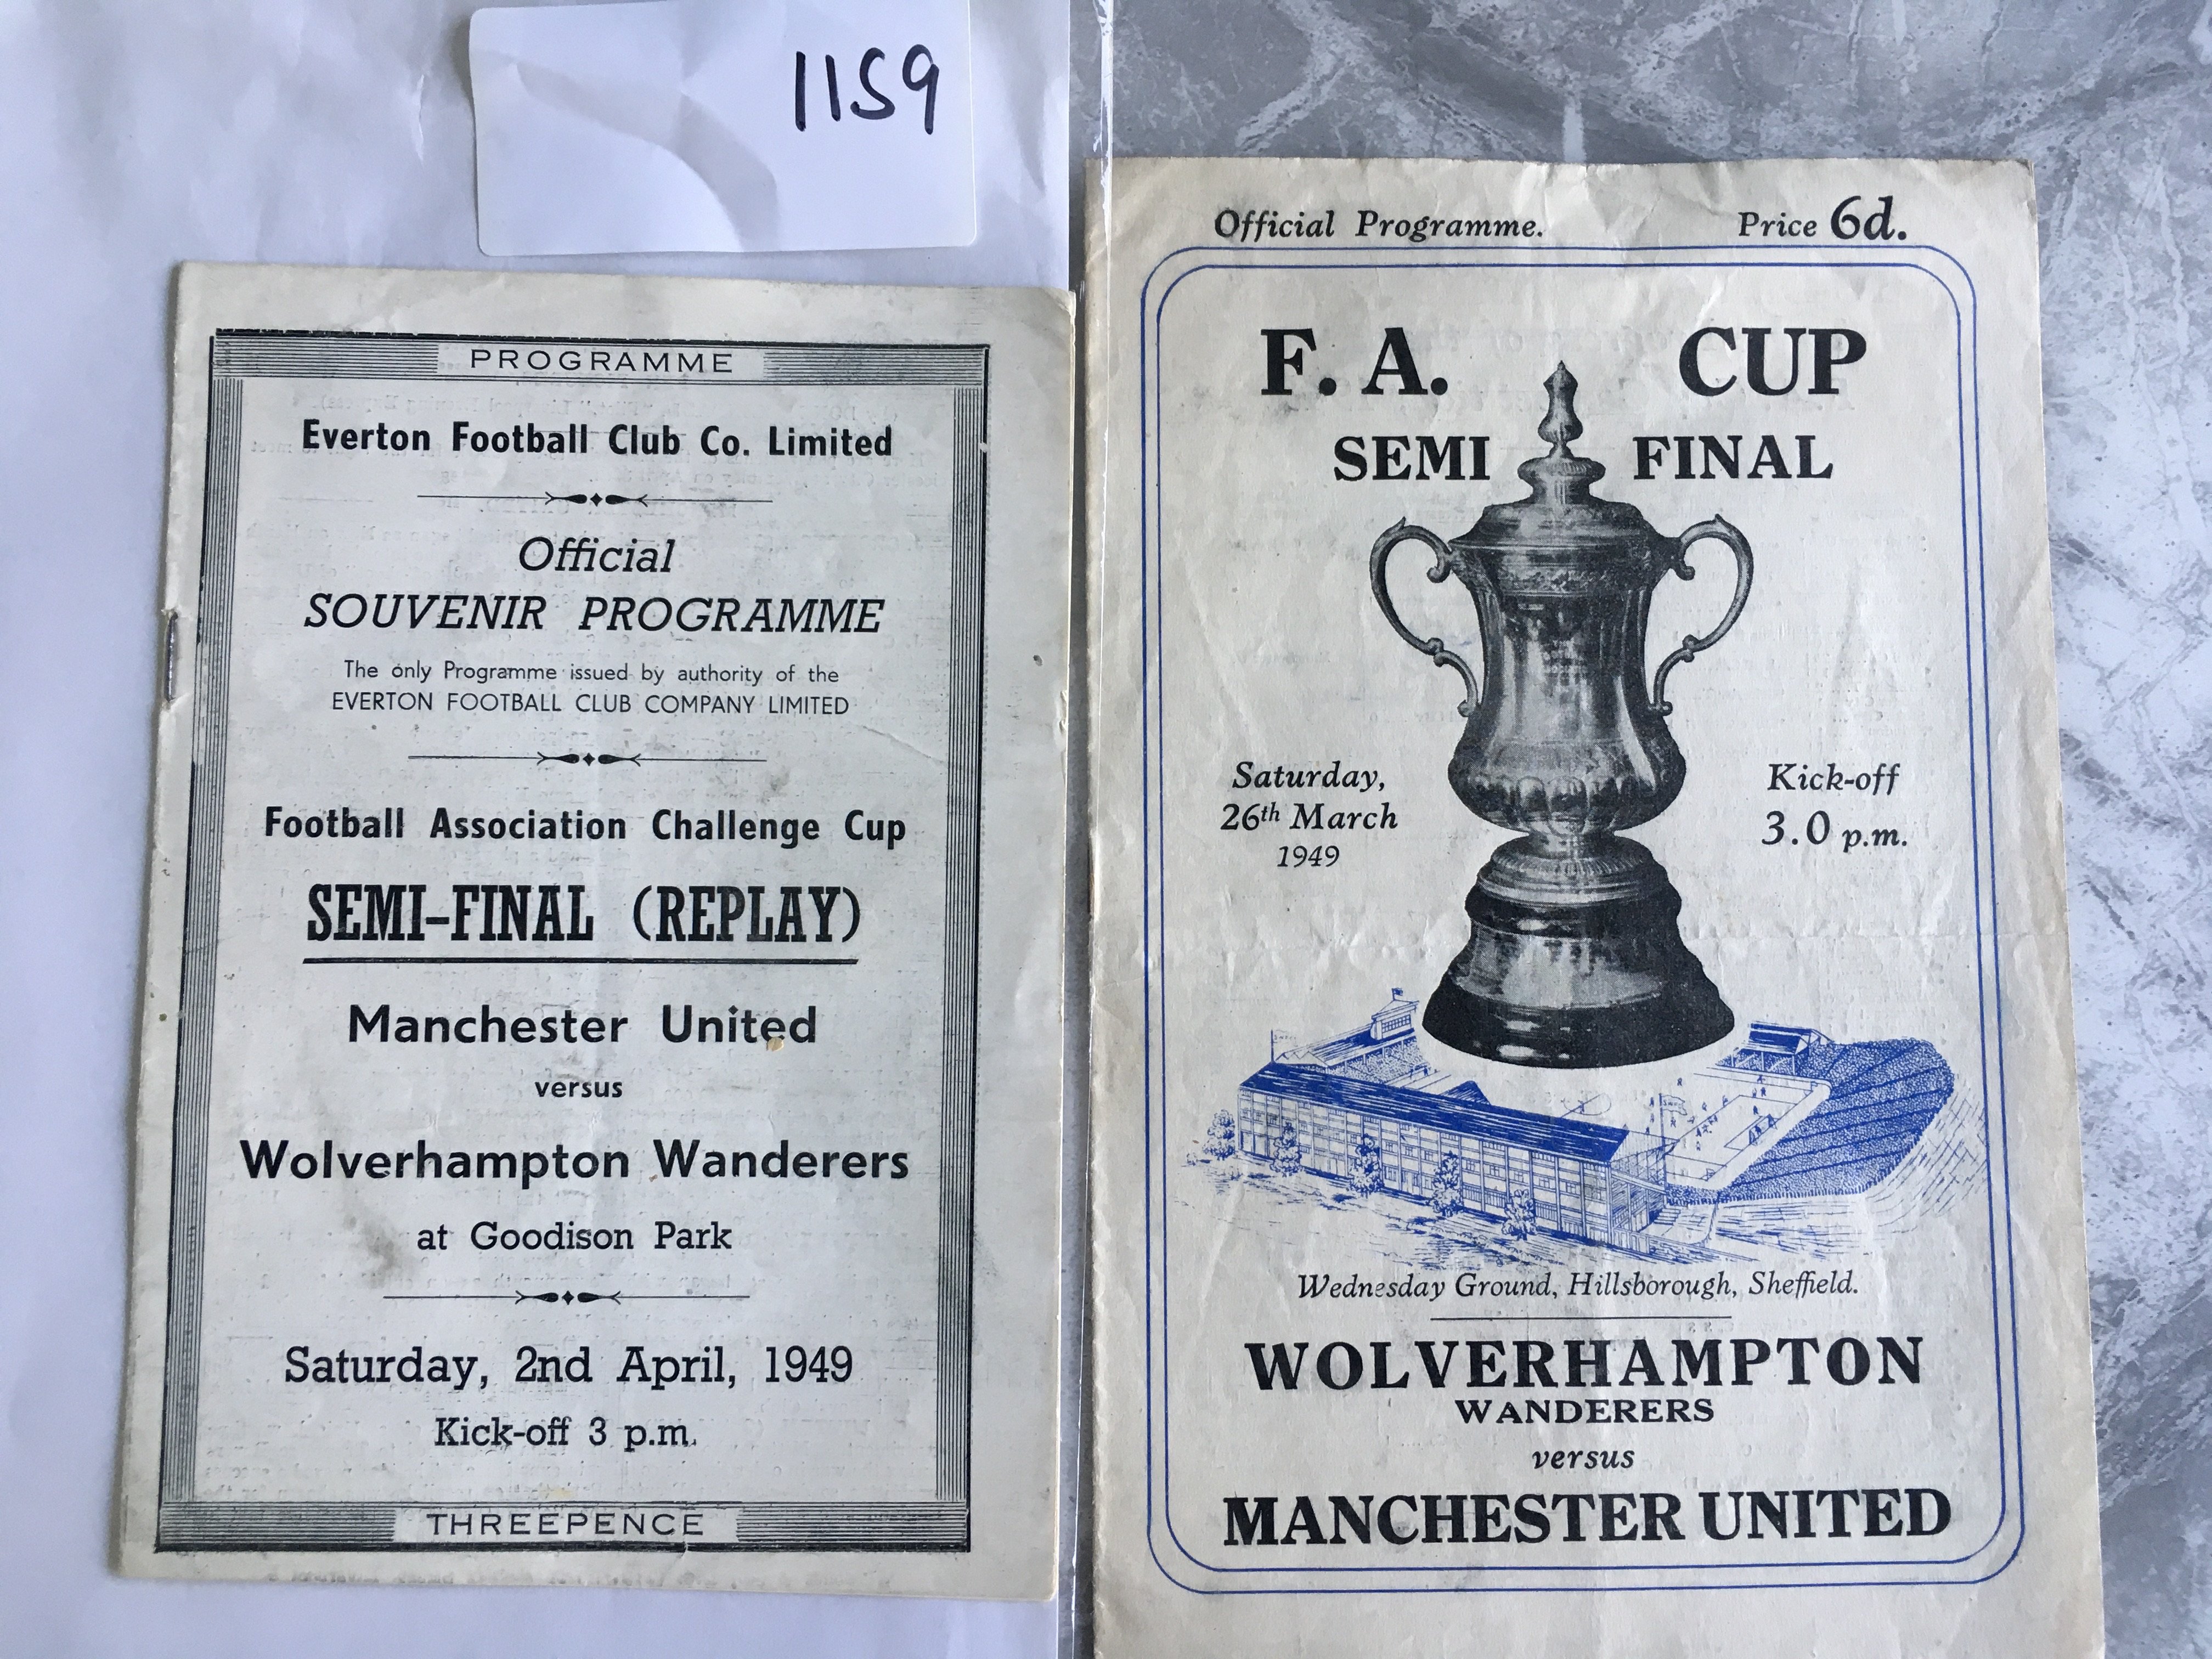 1159
PROGRAMME
Everton Football Club Co. Limited
Official
SOUVENIR PROGRAMME
The only Programme issued by authority of the
EVERTON FOOTBALL CLUB COMPANY LIMITED
Football Association Challenge Cup
SEMI-FINAL (REPLAY)
Manchester United
versus
Wolverhampton Wanderers
at Goodison Park
Saturday, 2nd April, 1949
Kick-off 3 p.m.
THREEPENCE
Official Programme. Price 6d.
F. A. CUP
SEMI FINAL
Saturday,
26th March
1949
Kick-off
3.0 p.m.
Wednesday Ground, Hillsborough, Sheffield.
WOLVERHAMPTON
WANDERERS
versus
MANCHESTER UNITED